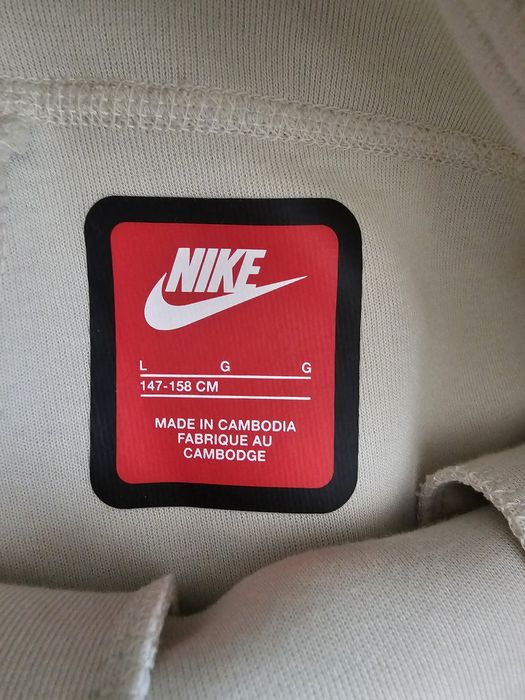 NIKE
L G G
147-158 CM
MADE IN CAMBODIA
FABRIQUE AU
CAMBODGE